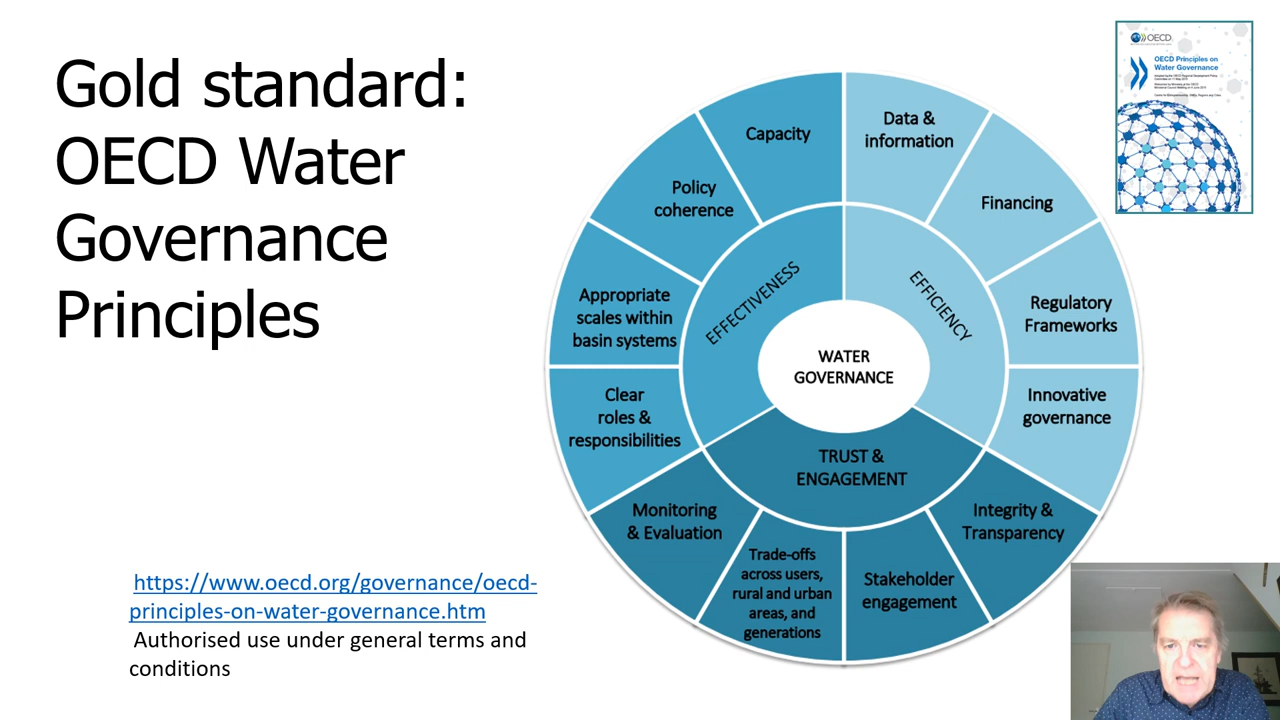 Gold standard:
OECD Water
Governance
Principles
https://www.oecd.org/governance/oecd-
principles-on-water-governance.htm
Authorised use under general terms and
conditions
Capacity
Data &
information
Policy
coherence
Financing
Appropriate
scales within
basin systems
Regulatory
Frameworks
Clear
roles &
responsibilities
Innovative
governance
Monitoring
& Evaluation
Trade-offs
across users,
rural and urban
areas, and
generations
Stakeholder
engagement
Integrity &
Transparency
EFFECTIVENESS
EFFICIENCY
TRUST &
ENGAGEMENT
WATER
GOVERNANCE
OECD
OECD Principles on
Water Governance